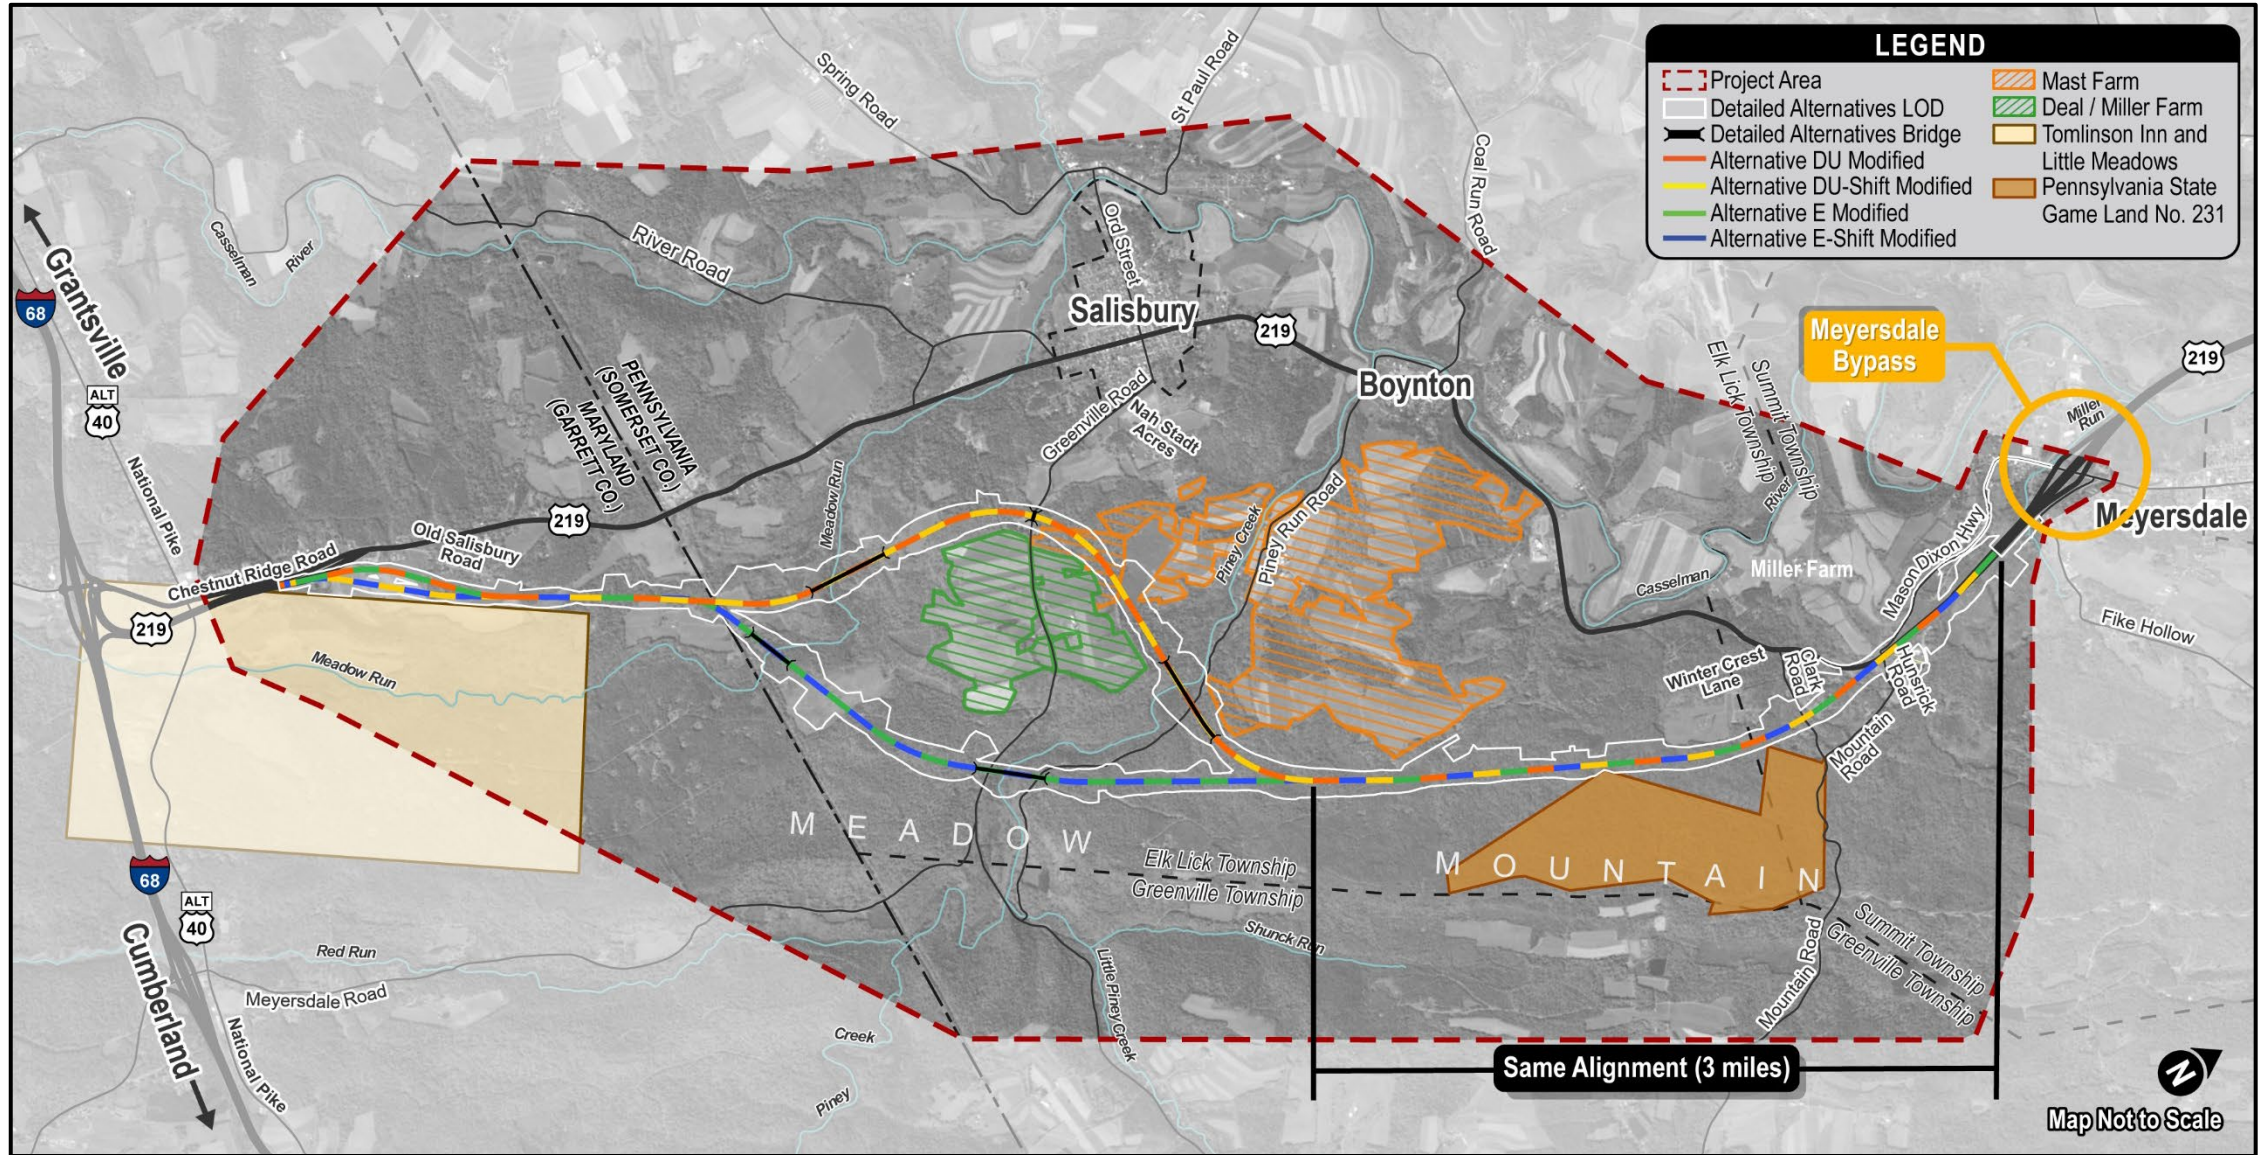 LEGEND
Project Area
Detailed Alternatives LOD
Detailed Alternatives Bridge
Alternative DU Modified
Alternative DU-Shift Modified
Alternative E Modified
Alternative E-Shift Modified
Mast Farm
Deal / Miller Farm
Tomlinson Inn and
Little Meadows
Pennsylvania State
Game Land No. 231
Spring Road
St Paul Road
Coal Run Road
Casselman
River
River Road
Ord Street
Grantsville
68
ALT
40
National Pike
Salisbury
219
Boynton
Greenville Road
Nah Stadt
Acres
PENNSYLVANIA
(SOMERSET CO.)
MARYLAND
(GARRETT CO.)
Elk Lick Township
Summit Township
River
Meyersdale
Bypass
219
Miller
Run
Meyersdale
Meadow Run
219
Old Salisbury
Road
Chestnut Ridge Road
219
Piney Creek
Piney Run Road
Casselman
Miller Farm
Mason Dixon Hwy
Fike Hollow
Winter Crest
Lane
Clark
Road
Hunsrick
Road
Mountain
Road
Meadow Run
MEADOW
MOUNTAIN
Elk Lick Township
Greenville Township
Shunck Run
Summit Township
Greenville Township
Mountain Road
68
ALT
40
Cumberland
Red Run
Meyersdale Road
National Pike
Creek
Piney
Little Piney Creek
Same Alignment (3 miles)
N
Map Not to Scale